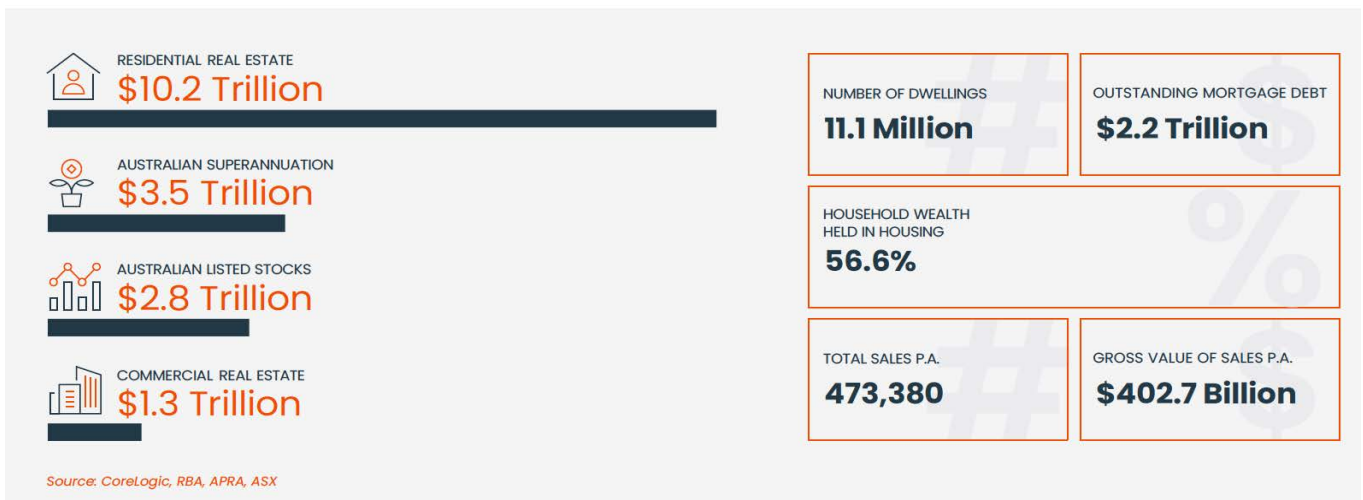 RESIDENTIAL REAL ESTATE
$10.2 Trillion
AUSTRALIAN SUPERANNUATION
$3.5 Trillion
AUSTRALIAN LISTED STOCKS
$2.8 Trillion
COMMERCIAL REAL ESTATE
$1.3 Trillion
Source: CoreLogic, RBA, APRA, ASX
#
NUMBER OF DWELLINGS
11.1 Million
$
OUTSTANDING MORTGAGE DEBT
$2.2 Trillion
%
HOUSEHOLD WEALTH
HELD IN HOUSING
56.6%
#
TOTAL SALES P.A.
473,380
$
GROSS VALUE OF SALES P.A.
$402.7 Billion